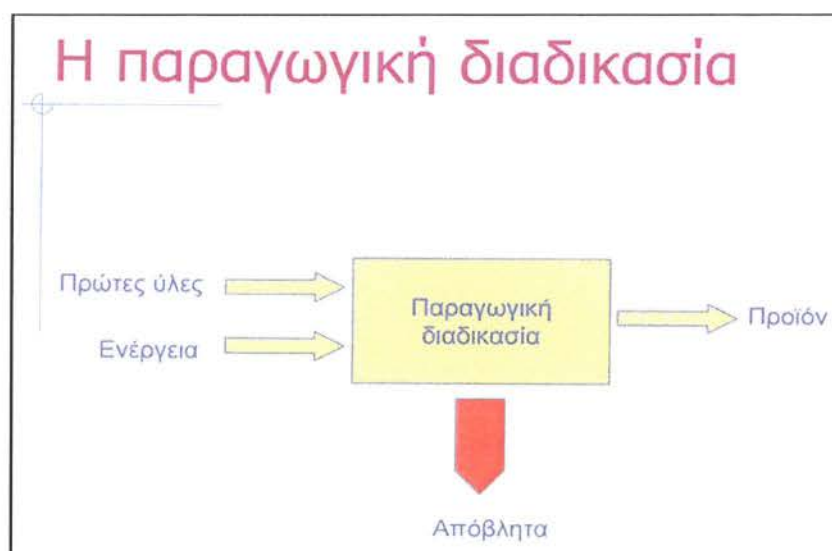 Η παραγωγική διαδικασία
Πρώτες ύλες
Ενέργεια
Παραγωγική
διαδικασία
Προϊόν
Απόβλητα